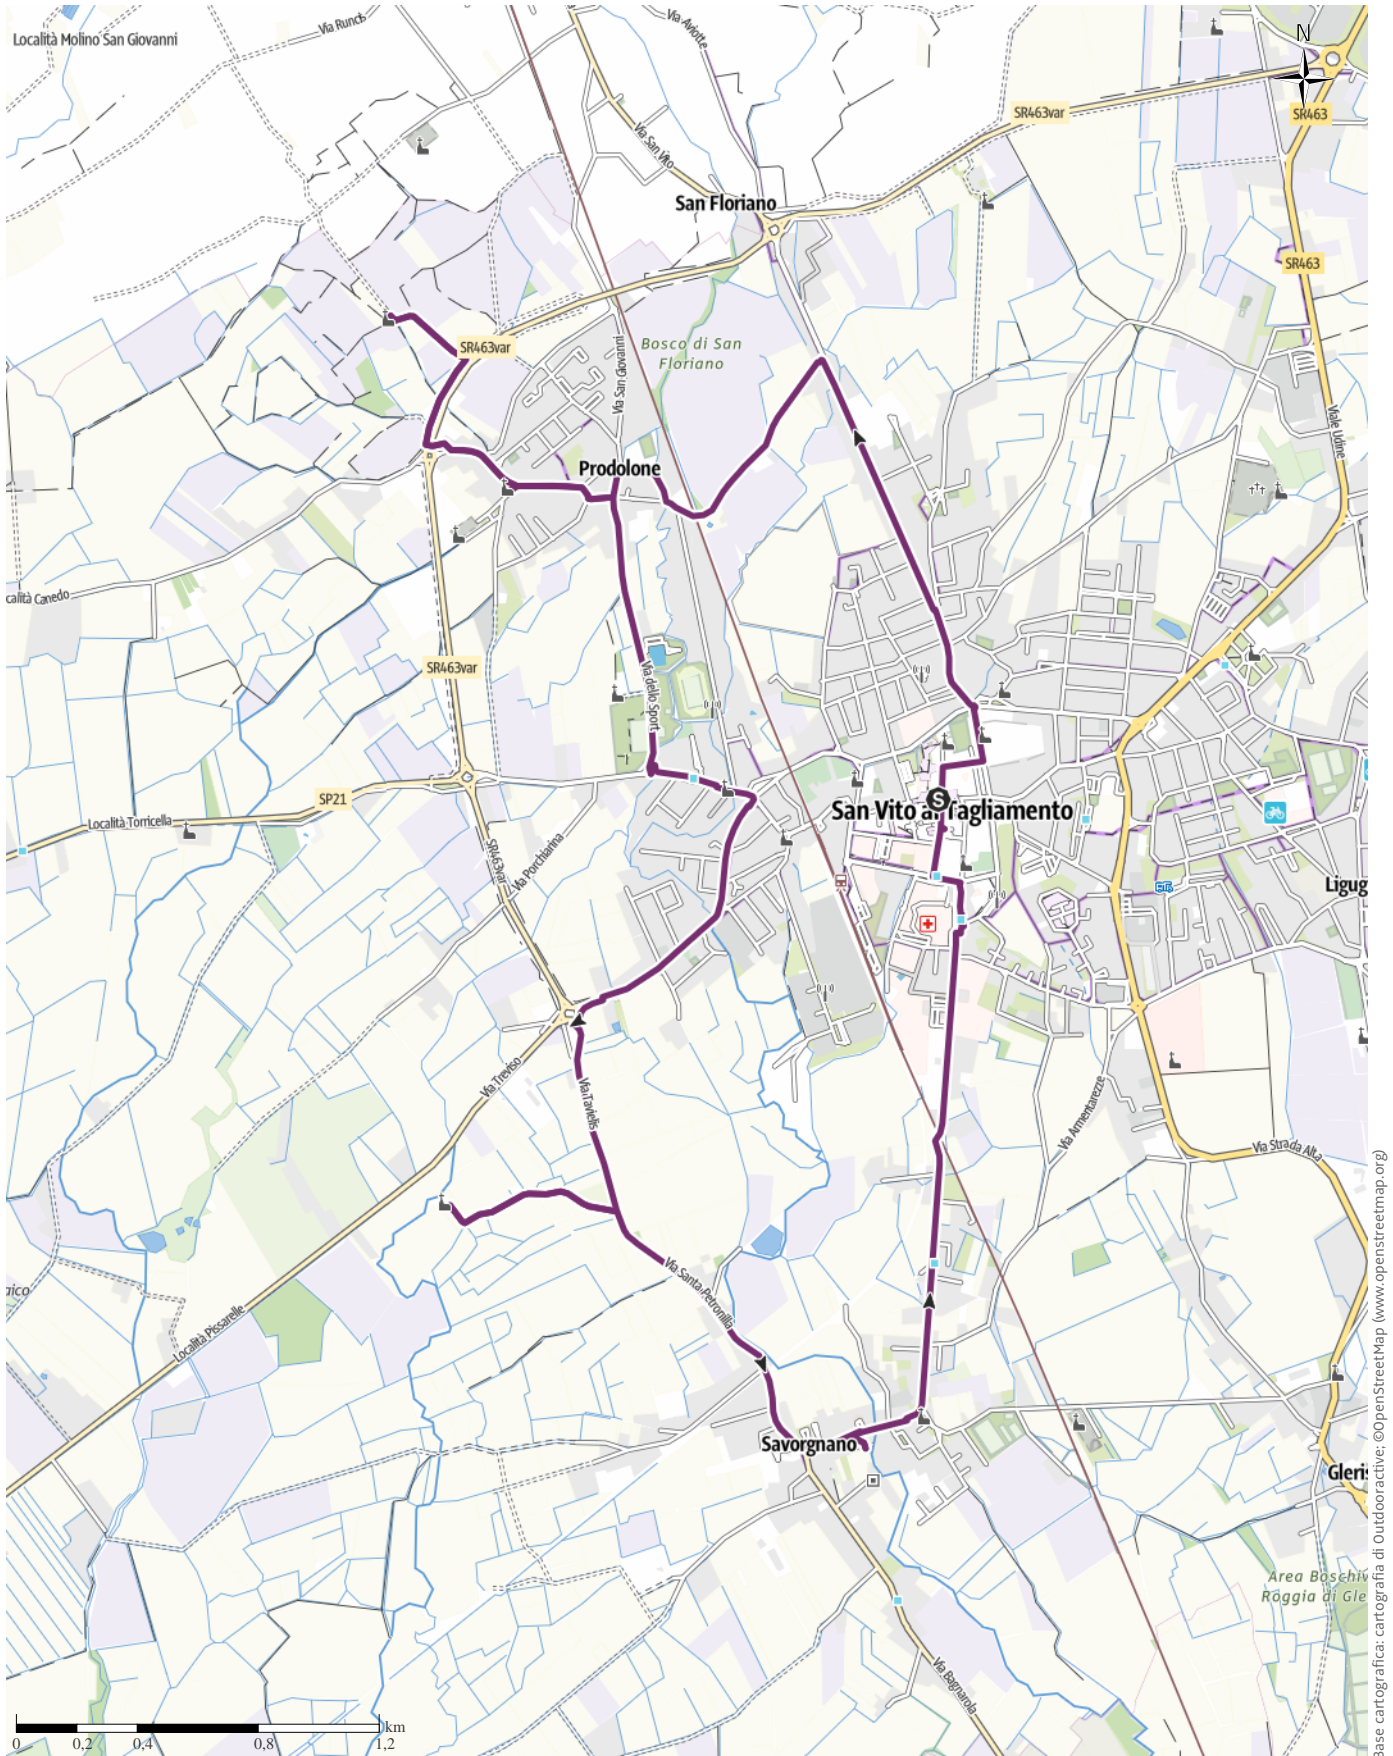 Località Molino San Giovanni
Via Runcis
Via Aviotte
N
SR463var
SR463
Via San Vito
San Floriano
SR463
SR463var
Bosco di San
Floriano
Via San Giovanni
Viale Udine
Prodolone
calità Canedo
SR463var
Via dello Sport
SP21
Località Torricella
S
San Vito al Tagliamento
SR463var
Via Porchiarina
Ligug
Via Treviso
Via Tavielis
Via Armentarezze
Via Strada Alta
Via Santa Petronilla
aico
Località Pissarelle
Savorgnano
Gleris
Area Boschiv
Roggia di Gle
Via Bagnarola
km
0
0,2
0,4
0,8
1,2
ase cartografica: cartografia di Outdooractive; ©OpenStreetMap (www.openstreetmap.org)